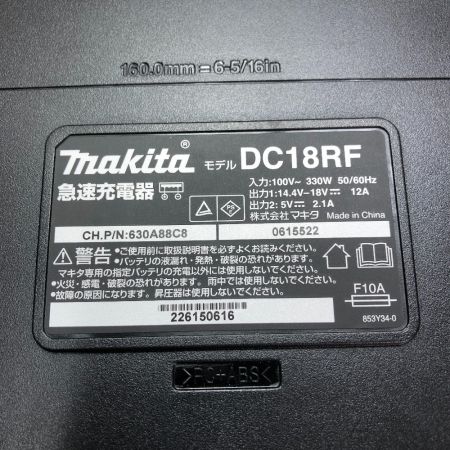 160.0mm=6-5/16in
makita® モデル DC18RF
急速充電器
入力:100V~ 330W 50/60Hz
出力1:14.4V⎓18V⎓ 12A
出力2:5V⎓ 2.1A
株式会社マキタ Made in China
PS
CH.P/N:630A88C8
0615522
警告
●ご使用前に取扱説明書を必ずよくお読みください。
●バッテリの液漏れ・発熱・破裂の恐れがあります。
マキタ専用の指定バッテリの充電以外には使用しないでください。
●火災・感電・破裂の恐れがあります。雨中では使用しないでください。
●故障の原因になります。昇圧器は使用しないでください。
F10A
226150616
853Y34-0
>PC+ABS<